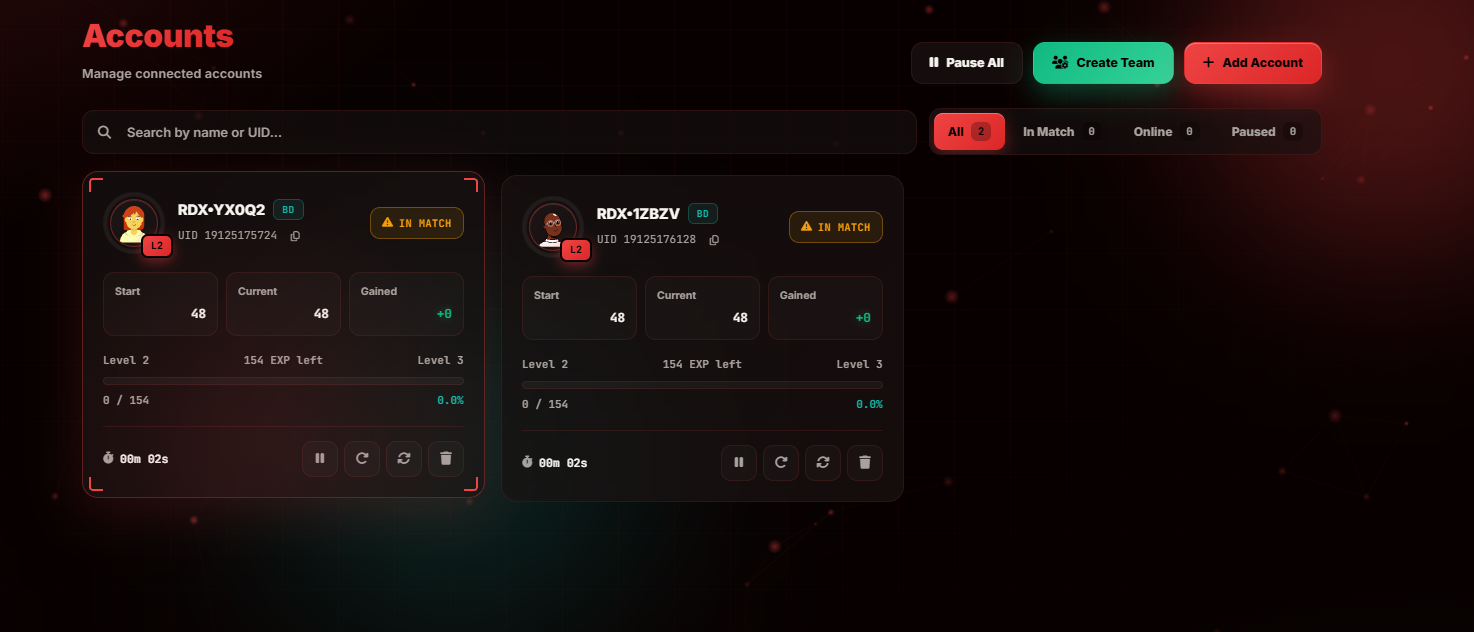 Accounts
Manage connected accounts
Pause All
Create Team
+ Add Account
Search by name or UID...
All 2
In Match 0
Online 0
Paused 0
RDX•YX0Q2 BD
UID 19125175724
IN MATCH
L2
Start
48
Current
48
Gained
+0
Level 2 154 EXP left Level 3
0 / 154 0.0%
00m 02s
RDX•1ZBZV BD
UID 19125176128
IN MATCH
L2
Start
48
Current
48
Gained
+0
Level 2 154 EXP left Level 3
0 / 154 0.0%
00m 02s